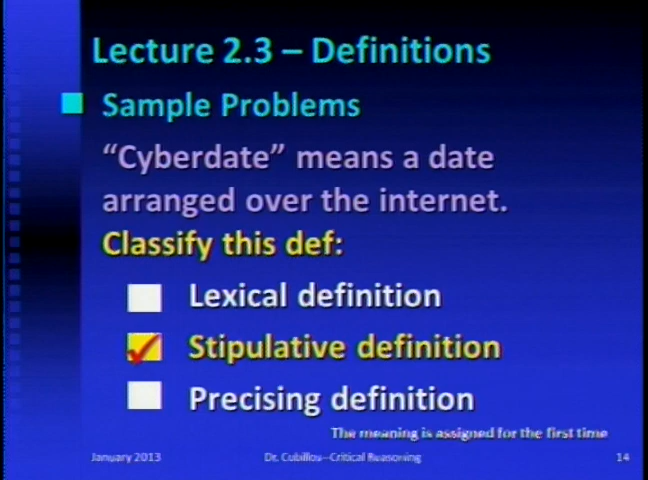 Lecture 2.3 – Definitions
Sample Problems
“Cyberdate” means a date
arranged over the internet.
Classify this def:
Lexical definition
Stipulative definition
Precising definition
The meaning is assigned for the first time
January 2013 Dr. Cubillos--Critical Reasoning 14